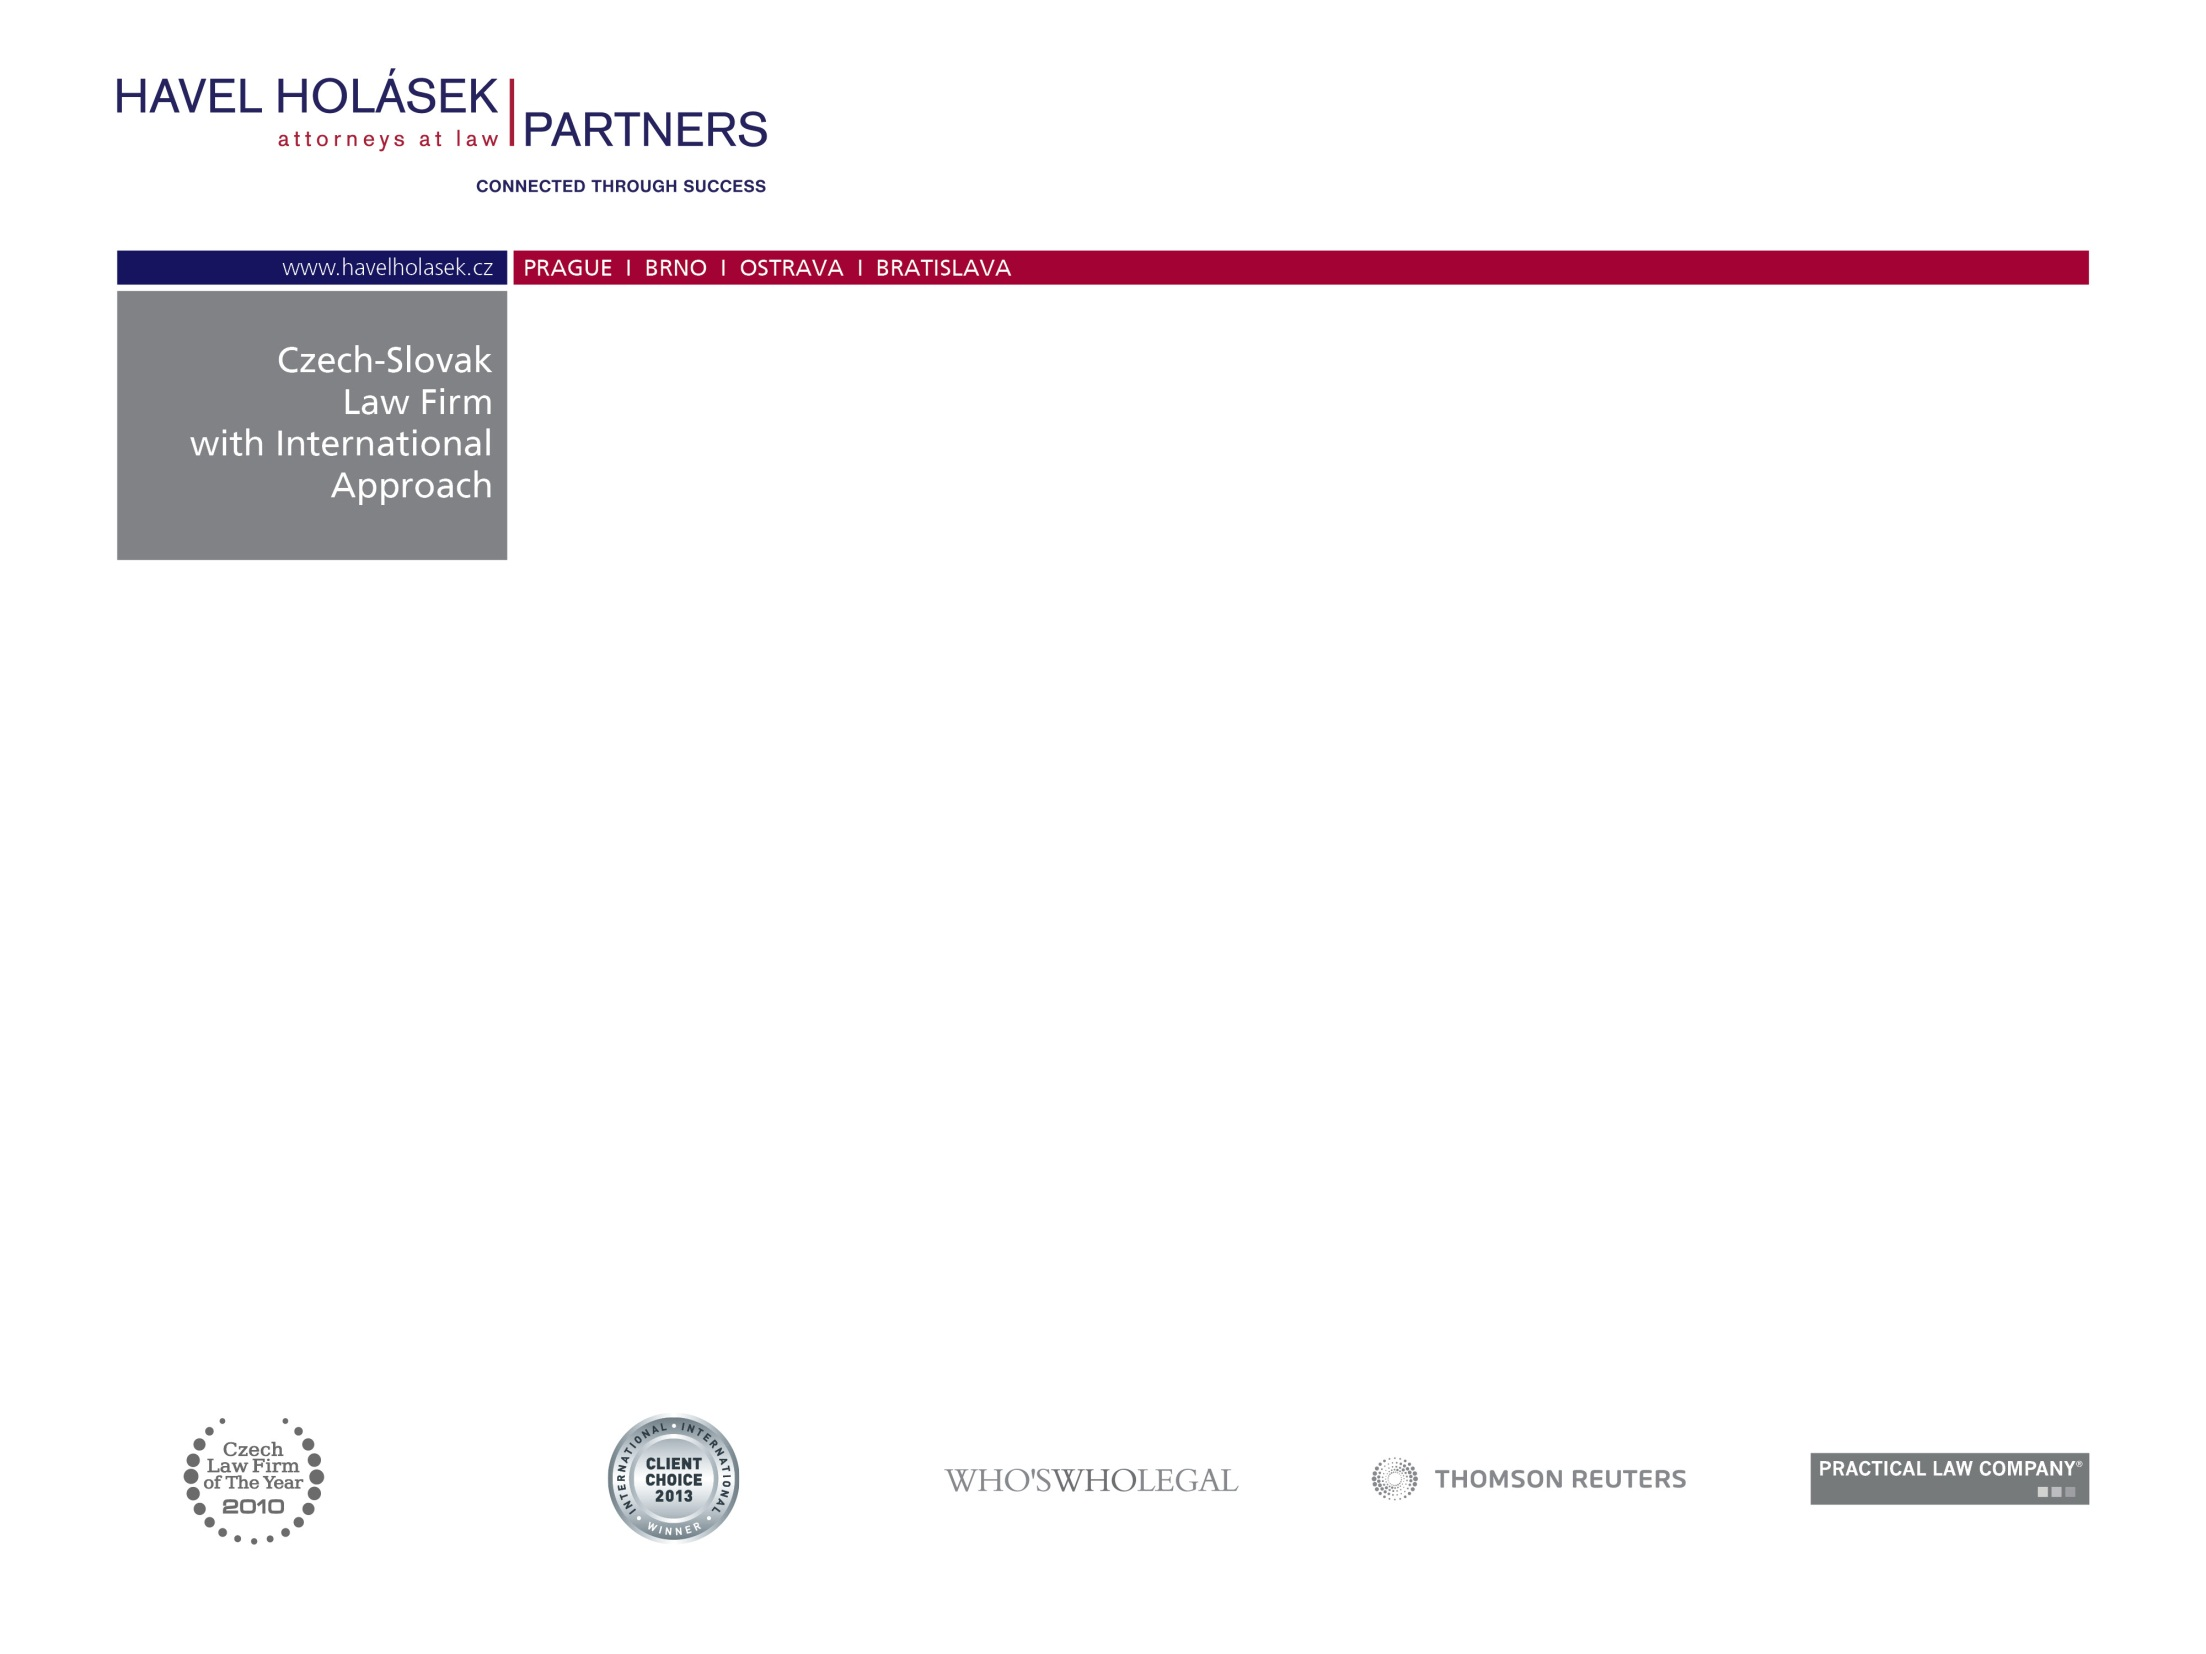 HAVEL HOLÁSEK
attorneys at law
PARTNERS
CONNECTED THROUGH SUCCESS
www.havelholasek.cz
PRAGUE I BRNO I OSTRAVA I BRATISLAVA
Czech-Slovak
Law Firm
with International
Approach
Czech
Law Firm
of The Year
2010
INTERNATIONAL • INTERNATIONAL
CLIENT
CHOICE
2013
• WINNER •
WHO'SWHOLEGAL
THOMSON REUTERS
PRACTICAL LAW COMPANY®